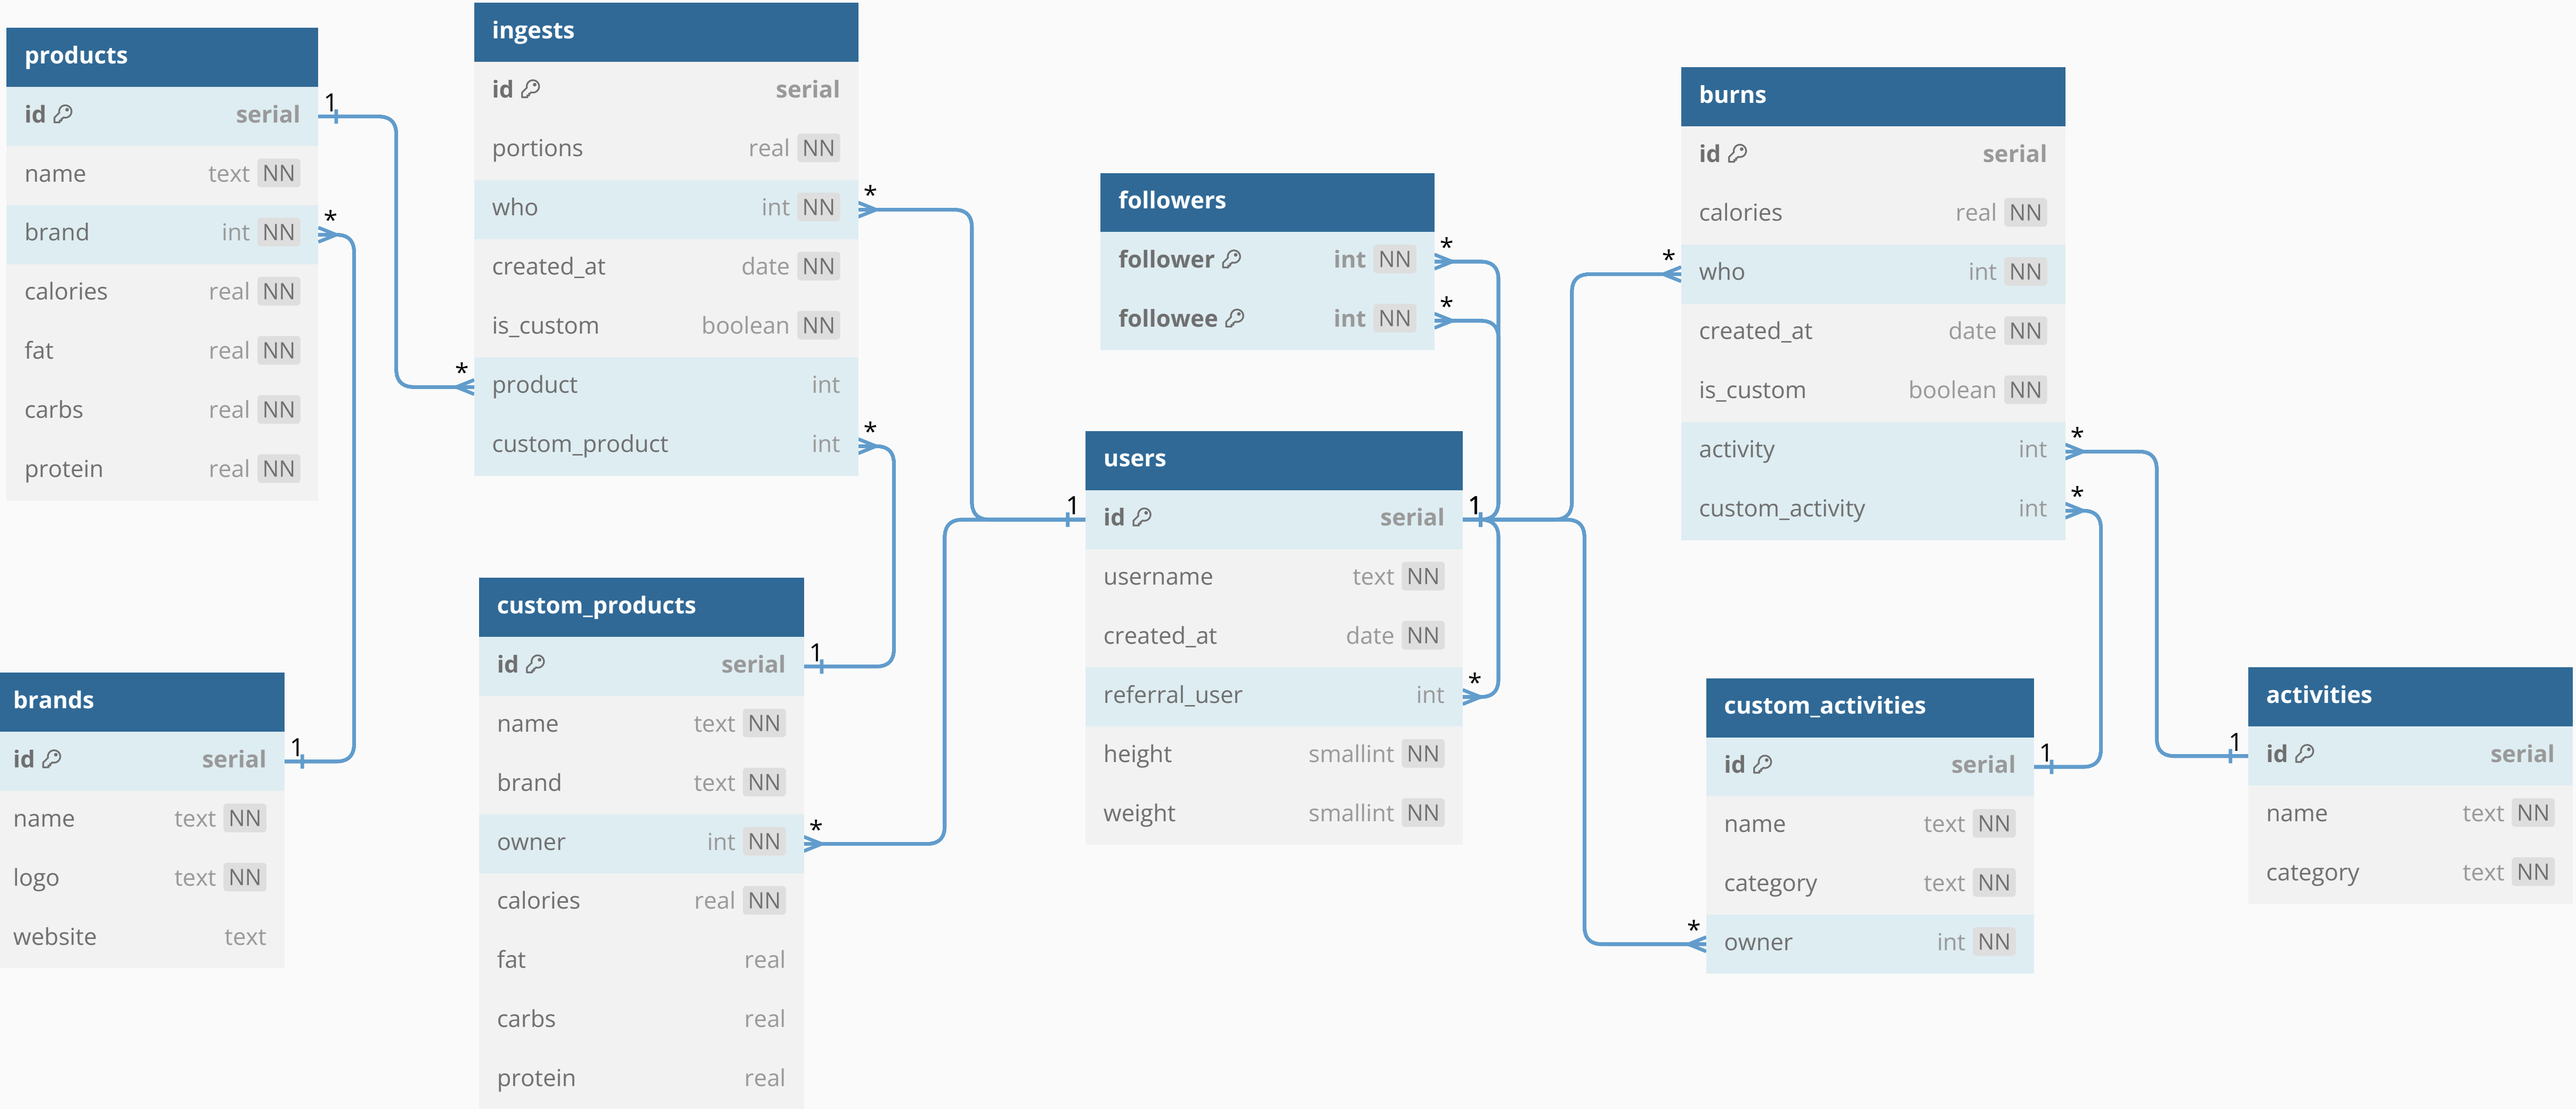 products
id serial
name text NN
brand int NN
calories real NN
fat real NN
carbs real NN
protein real NN
1
*
brands
id serial
name text NN
logo text NN
website text
1
ingests
id serial
portions real NN
who int NN
created_at date NN
is_custom boolean NN
product int
custom_product int
*
*
*
custom_products
id serial
name text NN
brand text NN
owner int NN
calories real NN
fat real
carbs real
protein real
1
*
followers
follower int NN
followee int NN
*
*
users
id serial
username text NN
created_at date NN
referral_user int
height smallint NN
weight smallint NN
1
1
*
burns
id serial
calories real NN
who int NN
created_at date NN
is_custom boolean NN
activity int
custom_activity int
*
*
*
custom_activities
id serial
name text NN
category text NN
owner int NN
1
*
activities
id serial
name text NN
category text NN
1